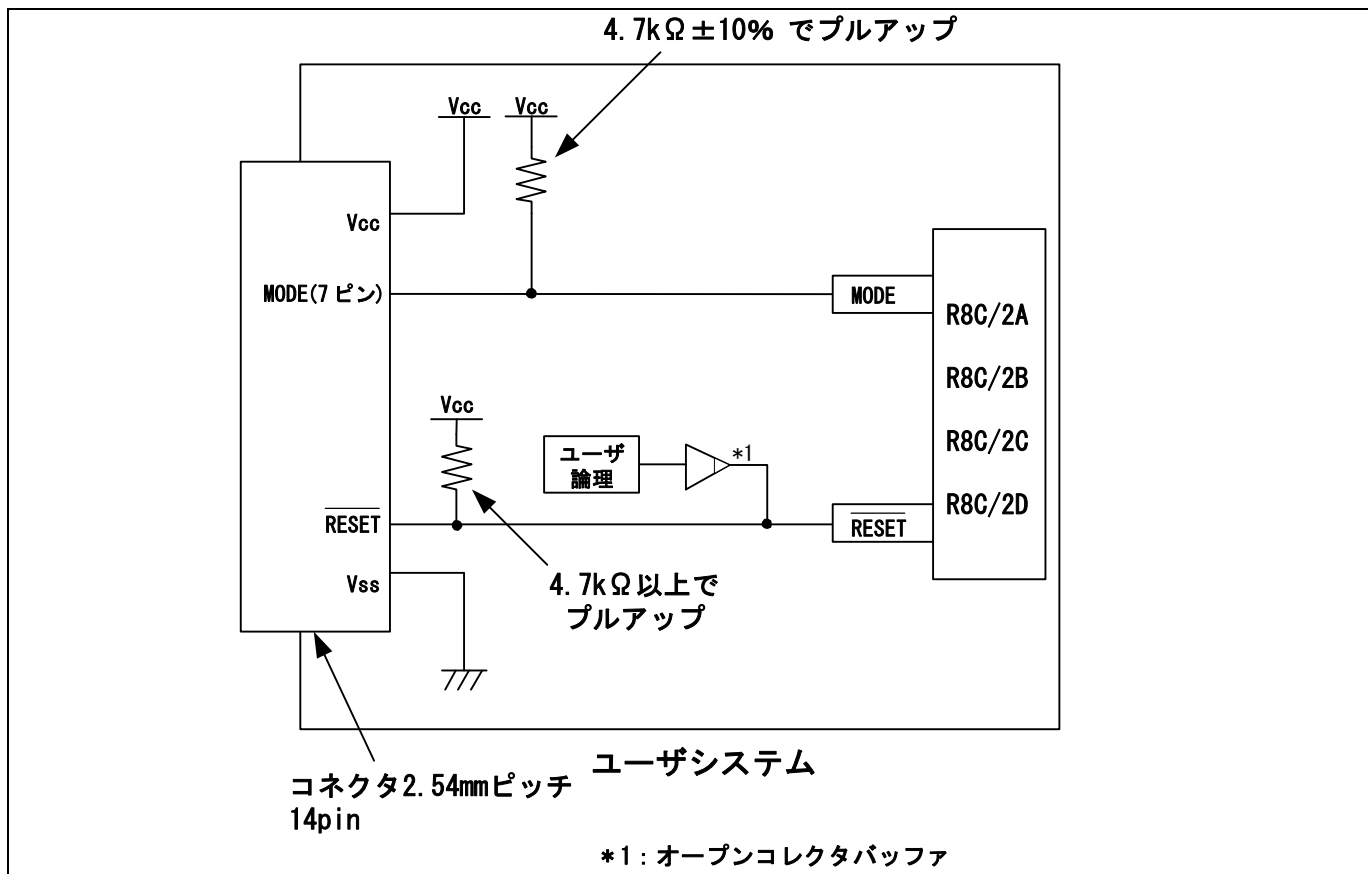 4.7kΩ±10% でプルアップ
Vcc
Vcc
Vcc
MODE(7 ピン)
MODE
R8C/2A
R8C/2B
R8C/2C
R8C/2D
Vcc
ユーザ
論理
*1
RESET
RESET
Vss
4.7kΩ以上で
プルアップ
ユーザシステム
コネクタ2.54mmピッチ
14pin
*1：オープンコレクタバッファ